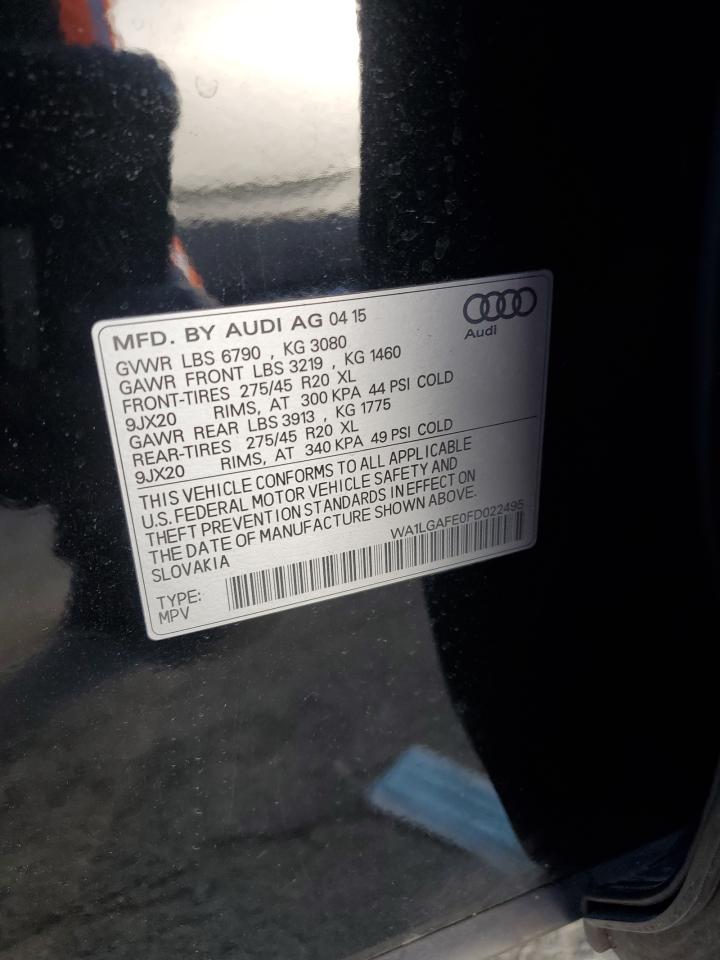 MFD. BY AUDI AG 04 15
Audi
GVWR LBS 6790 , KG 3080
GAWR FRONT LBS 3219 , KG 1460
FRONT-TIRES 275/45 R20 XL
9JX20 RIMS, AT 300 KPA 44 PSI COLD
GAWR REAR LBS 3913 , KG 1775
REAR-TIRES 275/45 R20 XL
9JX20 RIMS, AT 340 KPA 49 PSI COLD
THIS VEHICLE CONFORMS TO ALL APPLICABLE
U.S. FEDERAL MOTOR VEHICLE SAFETY AND
THEFT PREVENTION STANDARDS IN EFFECT ON
THE DATE OF MANUFACTURE SHOWN ABOVE.
SLOVAKIA
WA1LGAFE0FD022495
TYPE:
MPV